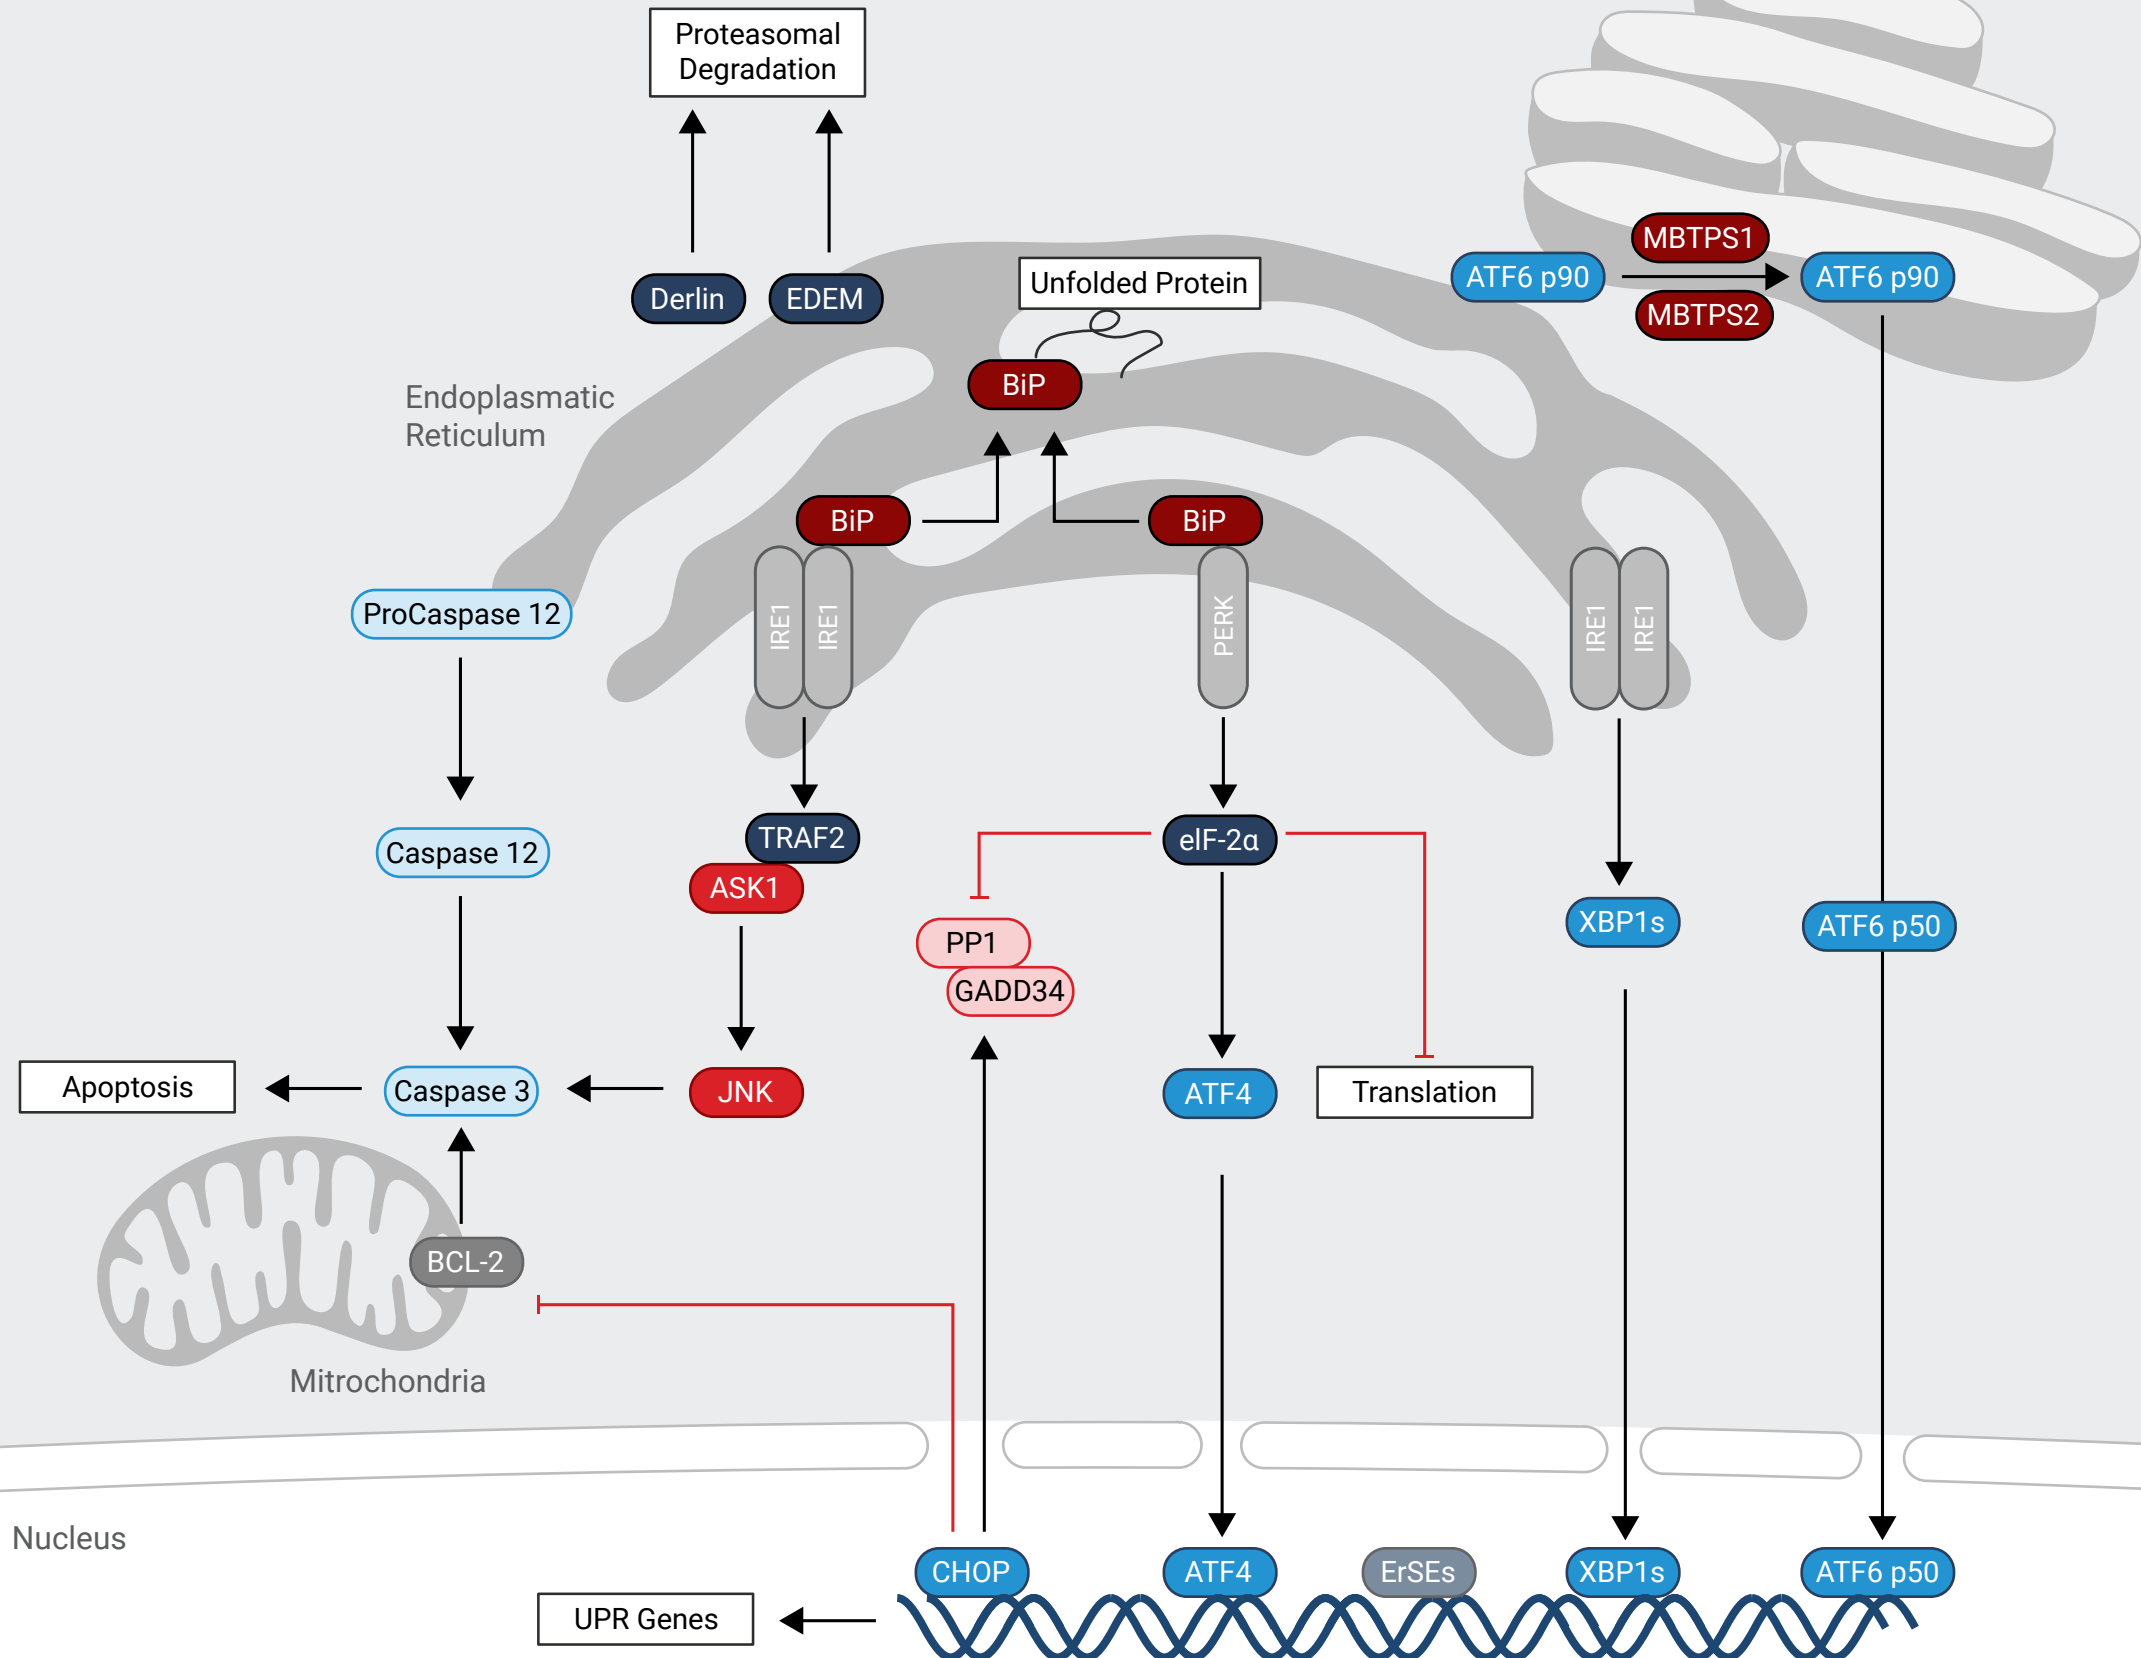 Proteasomal
Degradation
MBTPS1
ATF6 p90
ATF6 p90
MBTPS2
Unfolded Protein
Derlin
EDEM
BiP
Endoplasmatic
Reticulum
BiP
BiP
ProCaspase 12
IRE1
IRE1
PERK
IRE1
IRE1
TRAF2
eIF-2α
Caspase 12
ASK1
XBP1s
ATF6 p50
PP1
GADD34
Apoptosis
Caspase 3
JNK
ATF4
Translation
BCL-2
Mitrochondria
Nucleus
CHOP
ATF4
ErSEs
XBP1s
ATF6 p50
UPR Genes